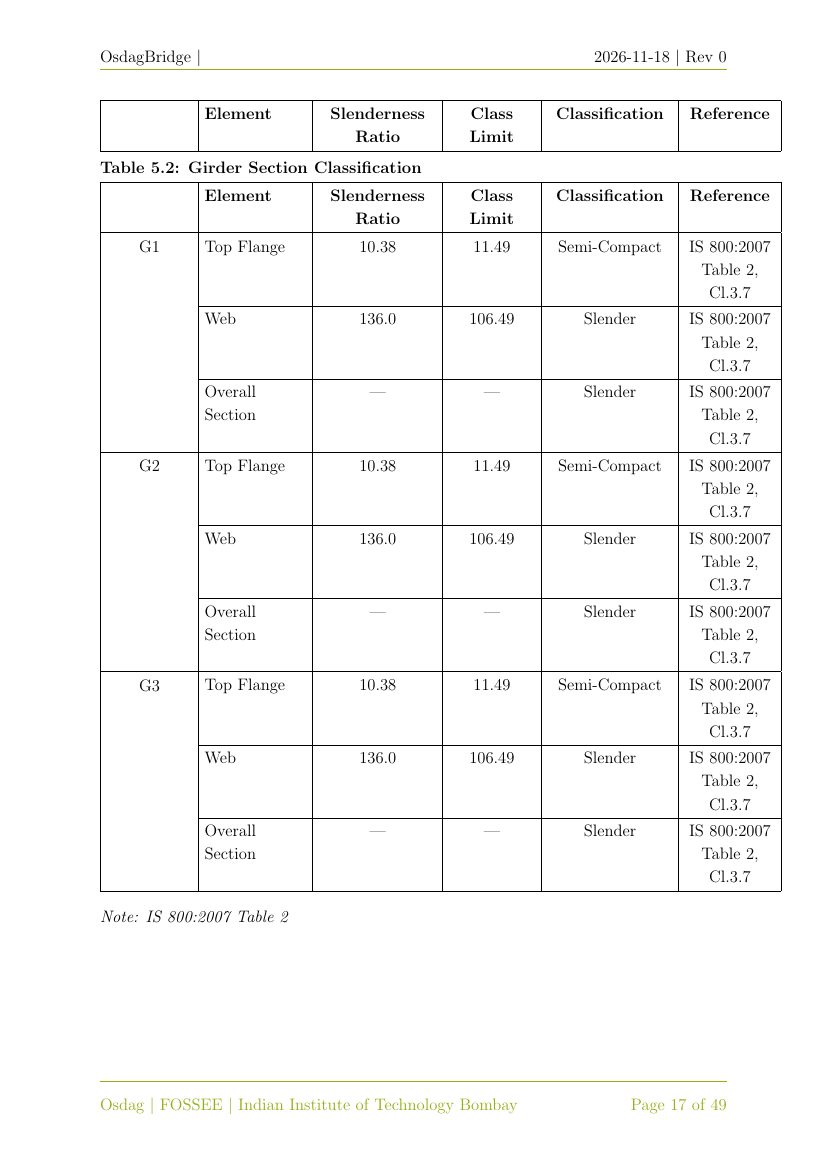 OsdagBridge | 2026-11-18 | Rev 0
Element Slenderness Class Classification Reference
Ratio Limit
Table 5.2: Girder Section Classification
Element Slenderness Class Classification Reference
Ratio Limit
G1 Top Flange 10.38 11.49 Semi-Compact IS 800:2007
Table 2,
Cl.3.7
Web 136.0 106.49 Slender IS 800:2007
Table 2,
Cl.3.7
Overall — — Slender IS 800:2007
Section Table 2,
Cl.3.7
G2 Top Flange 10.38 11.49 Semi-Compact IS 800:2007
Table 2,
Cl.3.7
Web 136.0 106.49 Slender IS 800:2007
Table 2,
Cl.3.7
Overall — — Slender IS 800:2007
Section Table 2,
Cl.3.7
G3 Top Flange 10.38 11.49 Semi-Compact IS 800:2007
Table 2,
Cl.3.7
Web 136.0 106.49 Slender IS 800:2007
Table 2,
Cl.3.7
Overall — — Slender IS 800:2007
Section Table 2,
Cl.3.7
Note: IS 800:2007 Table 2
Osdag | FOSSEE | Indian Institute of Technology Bombay Page 17 of 49